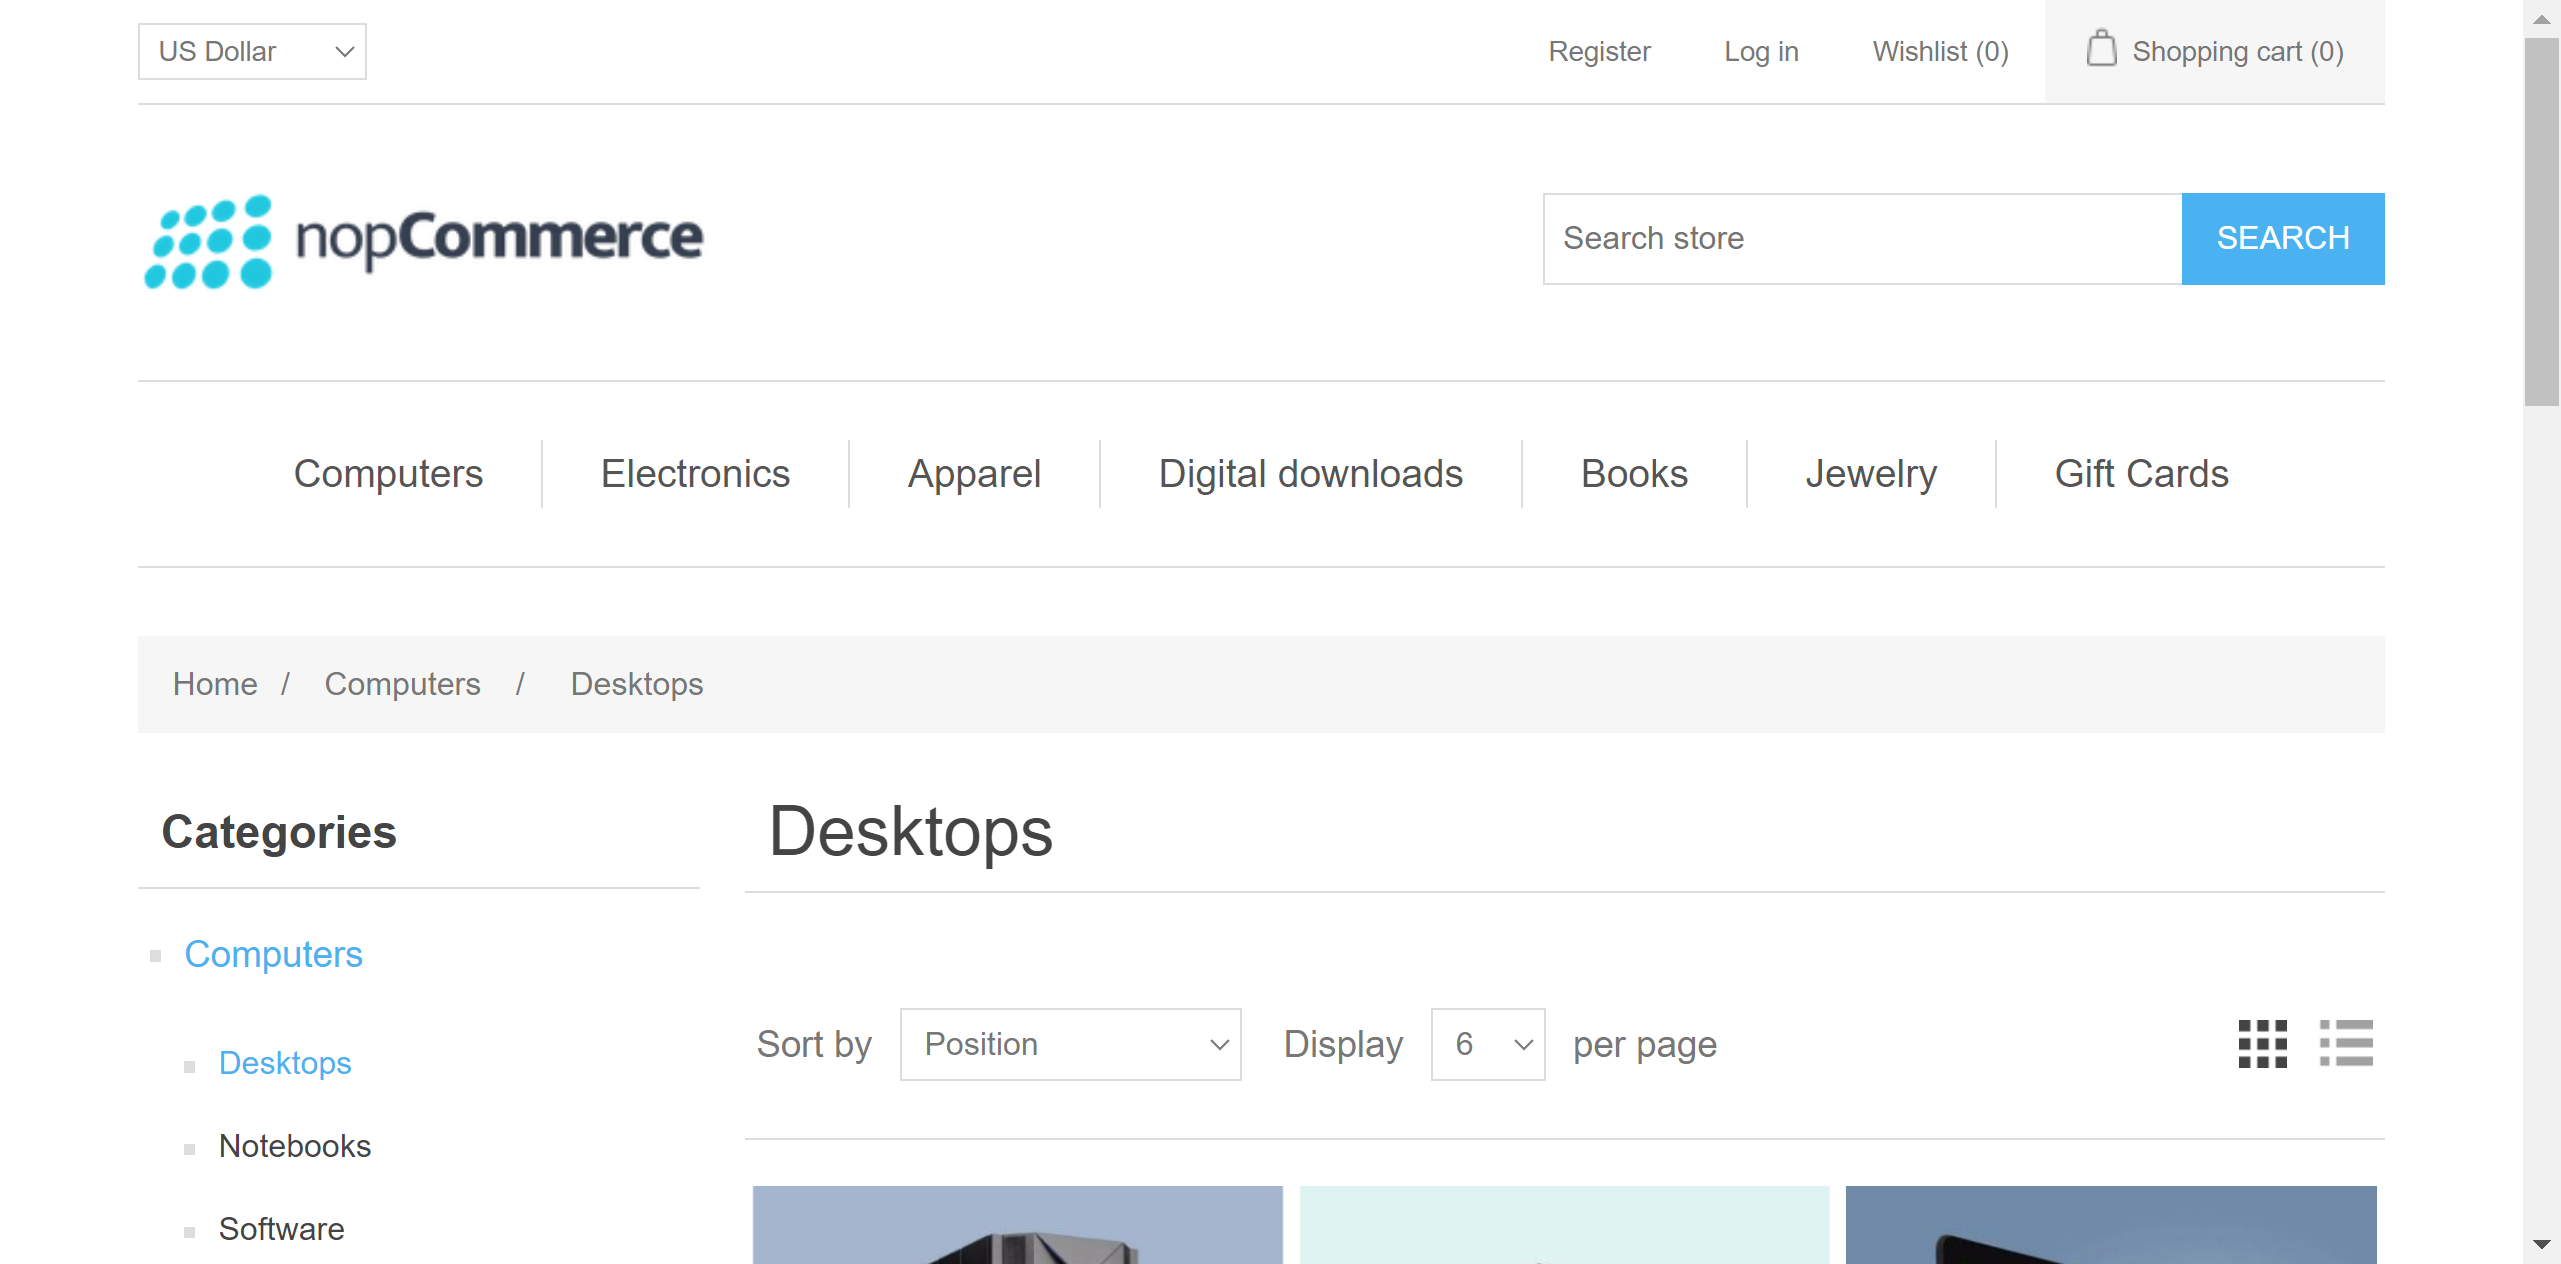 US Dollar
Register
Log in
Wishlist (0)
Shopping cart (0)
nopCommerce
Search store
SEARCH
Computers
Electronics
Apparel
Digital downloads
Books
Jewelry
Gift Cards
Home / Computers / Desktops
Categories
Computers
Desktops
Notebooks
Software
Desktops
Sort by Position Display 6 per page